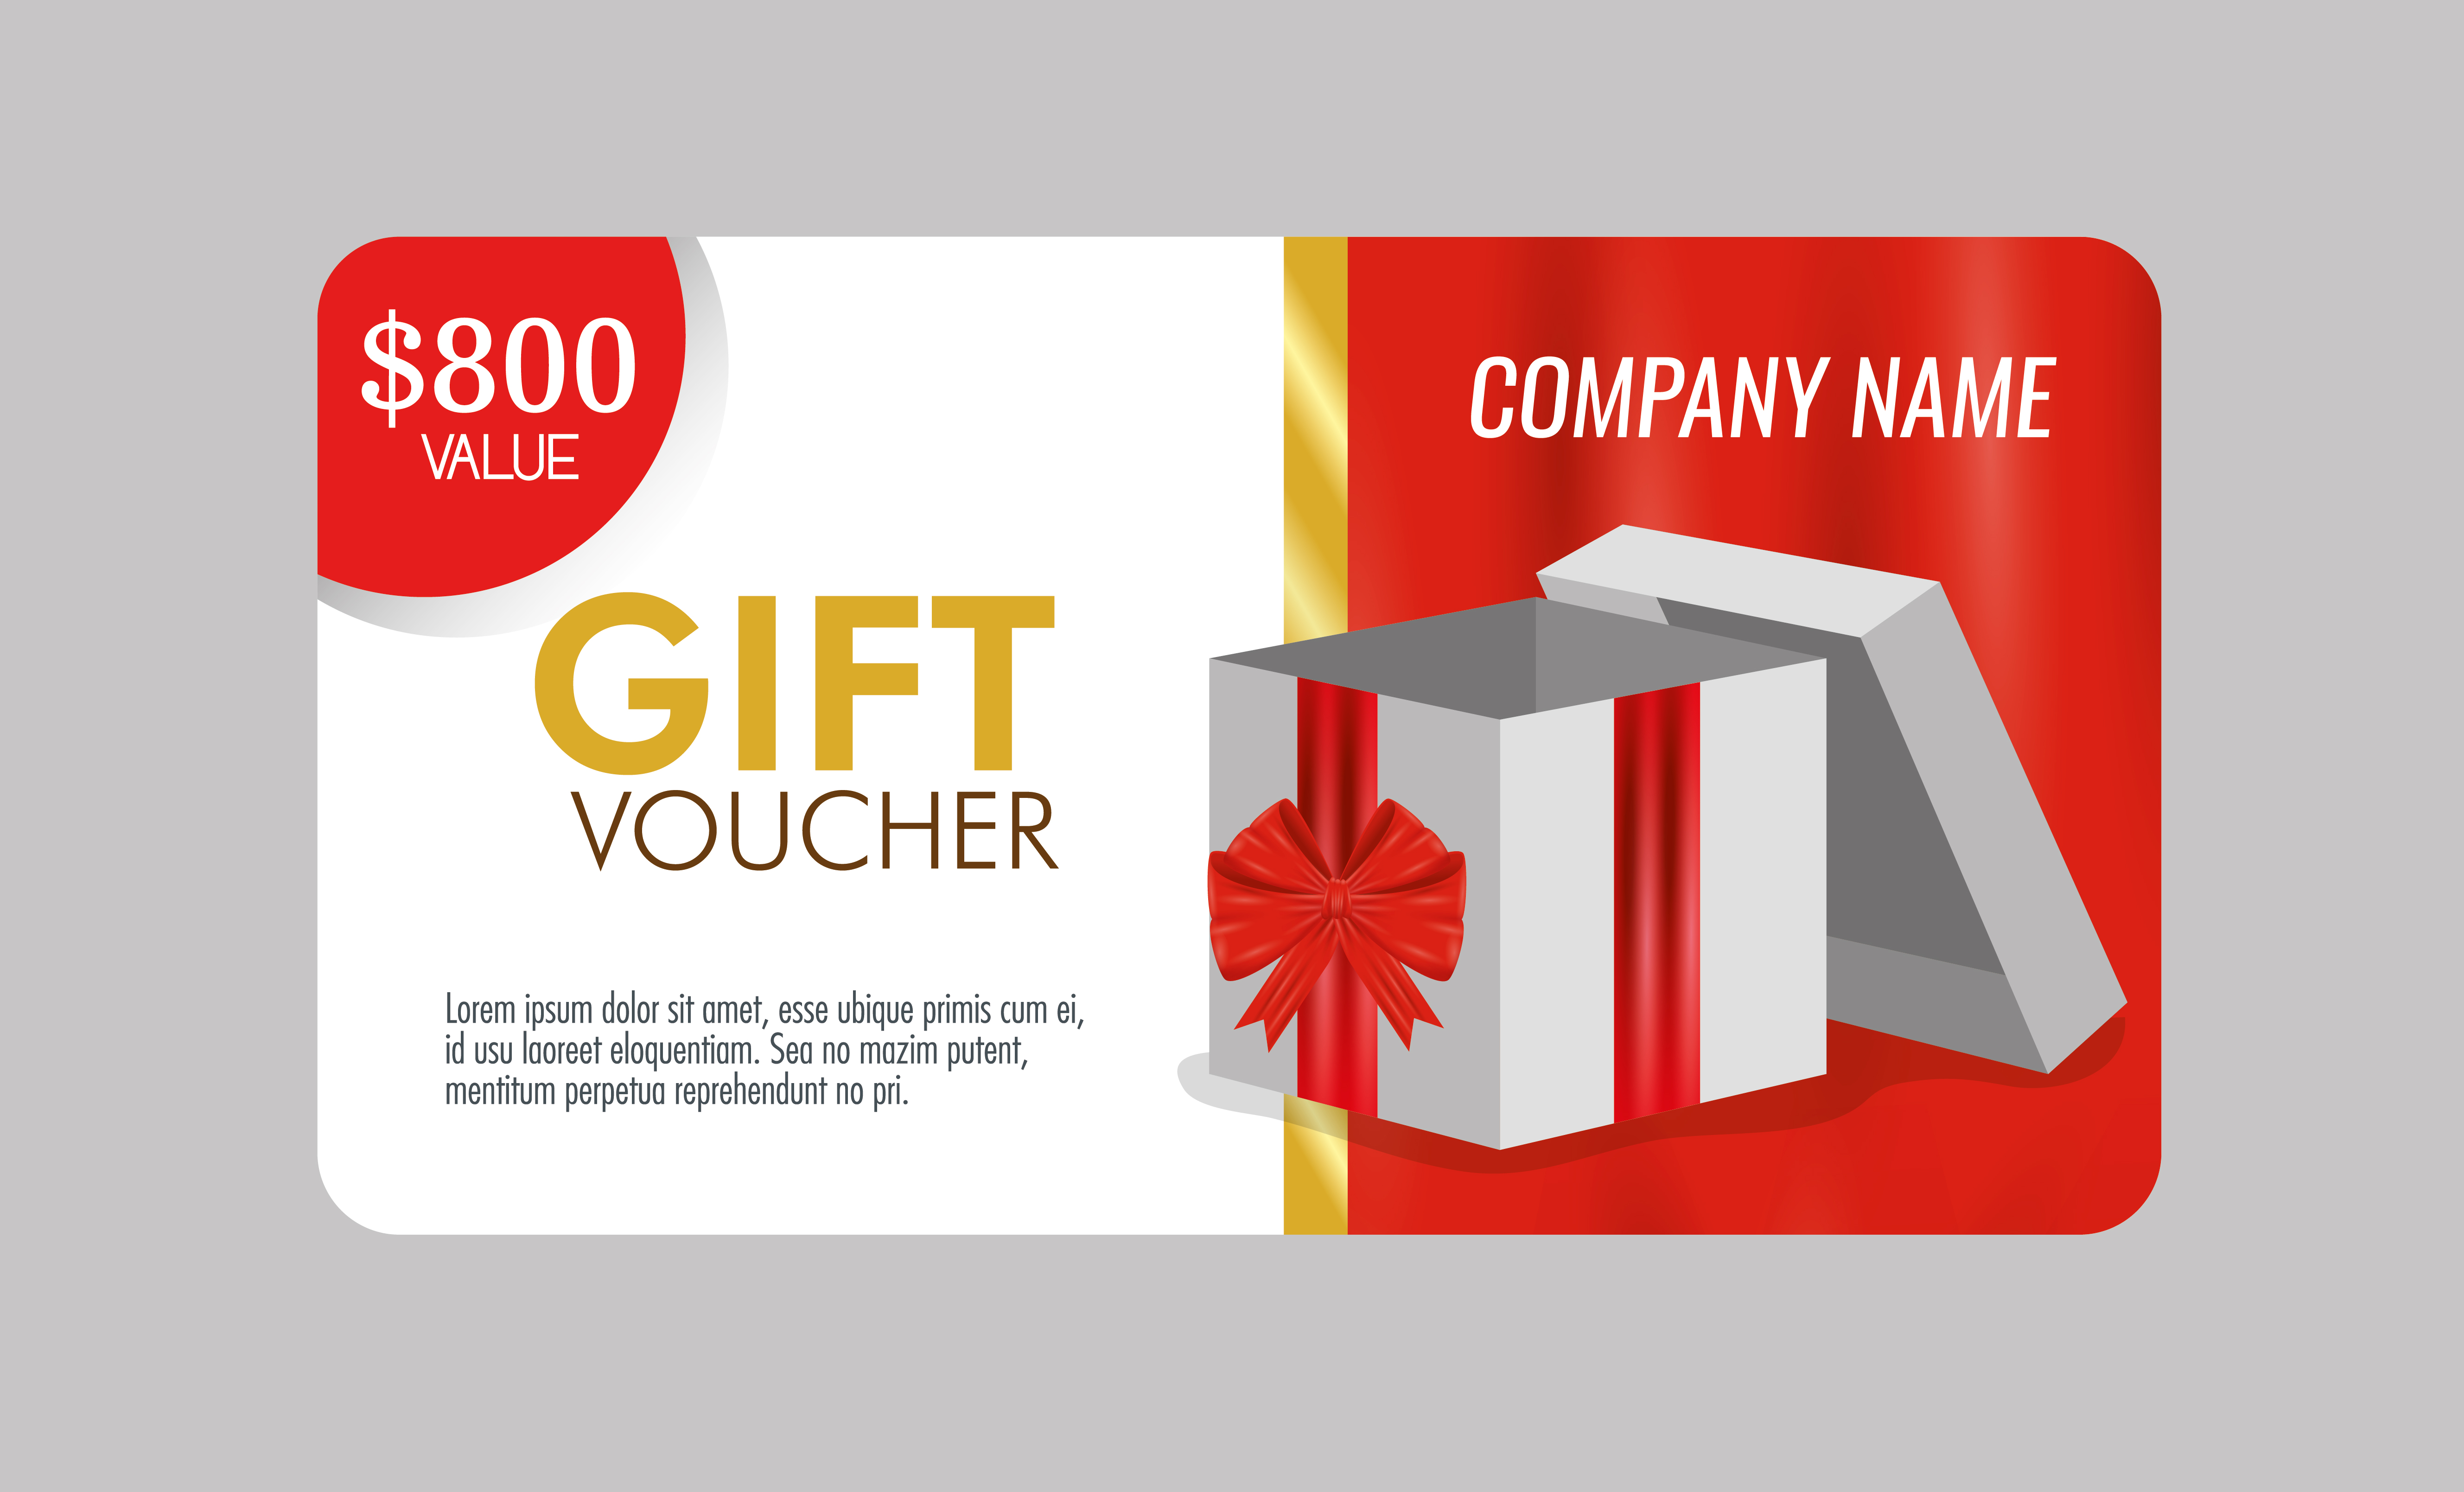 $800
VALUE
COMPANY NAME
GIFT
VOUCHER
Lorem ipsum dolor sit amet, esse ubique primis cum ei,
id usu laoreet eloquentiam. Sea no mazim putent,
mentitum perpetua reprehendunt no pri.